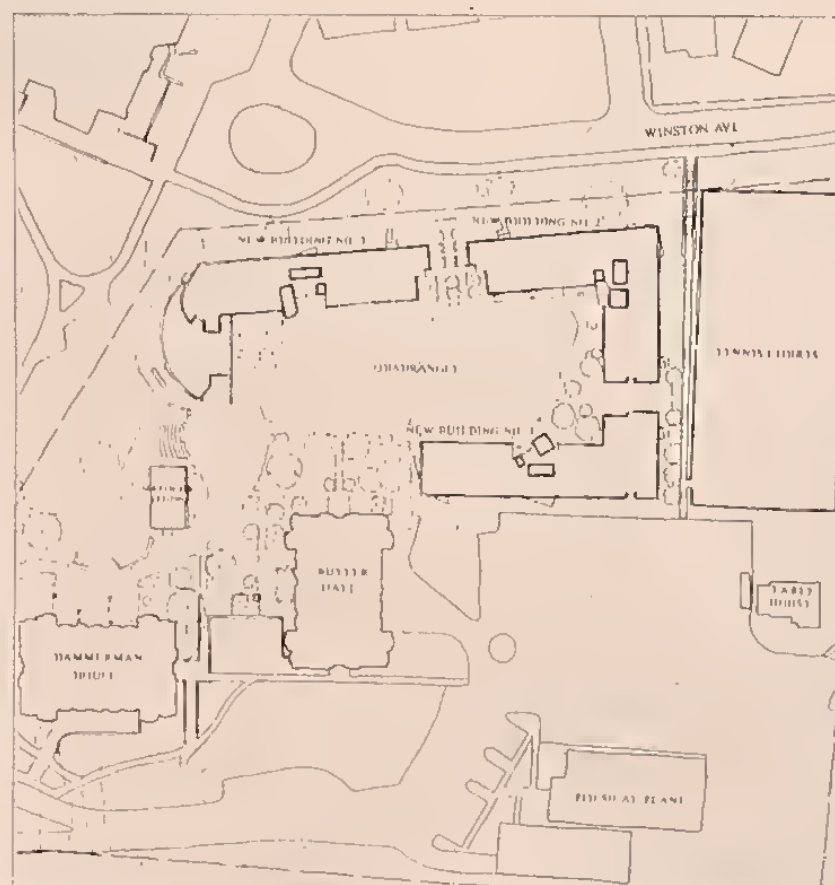 WINSTON AVE
NEW BUILDING NO. 2
NEW BUILDING NO. 3
TENNIS COURTS
QUADRANGLE
NEW BUILDING NO. 1
BUTLER
HALL
HAMMERMAN
HOUSE
HOUSE
PHYSICAL PLANT